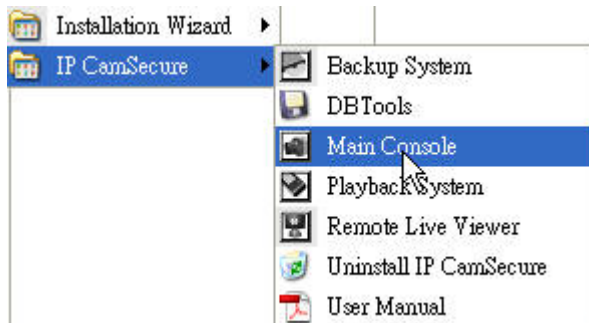 Installation Wizard
IP CamSecure
Backup System
DBTools
Main Console
Playback System
Remote Live Viewer
Uninstall IP CamSecure
User Manual